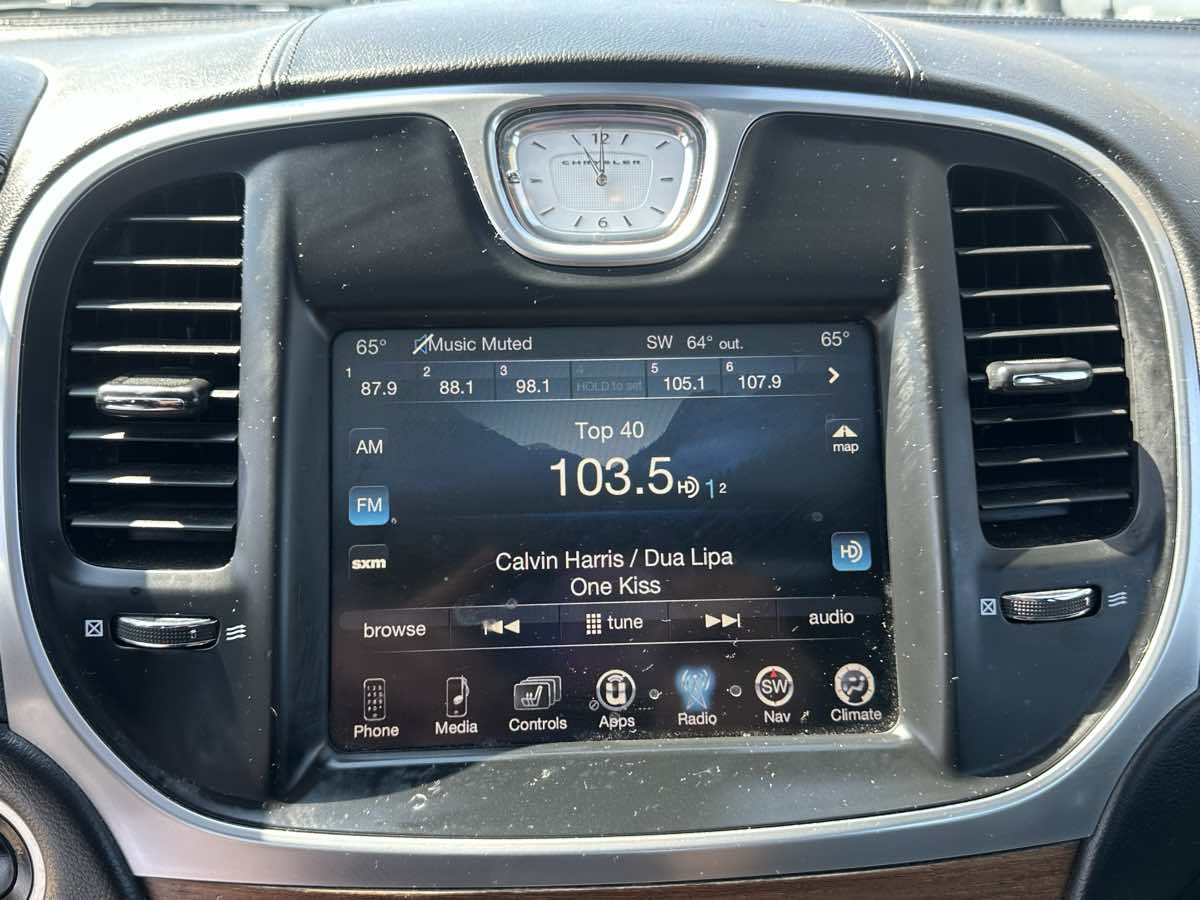 12
CHRYSLER
6
65° Music Muted SW 64° out. 65°
1 87.9 2 88.1 3 98.1 4 HOLD to set 5 105.1 6 107.9
Top 40
AM
map
103.5 HD 1 2
FM
HD
sxm
Calvin Harris / Dua Lipa
One Kiss
browse tune audio
SW
Phone Media Controls Apps Radio Nav Climate